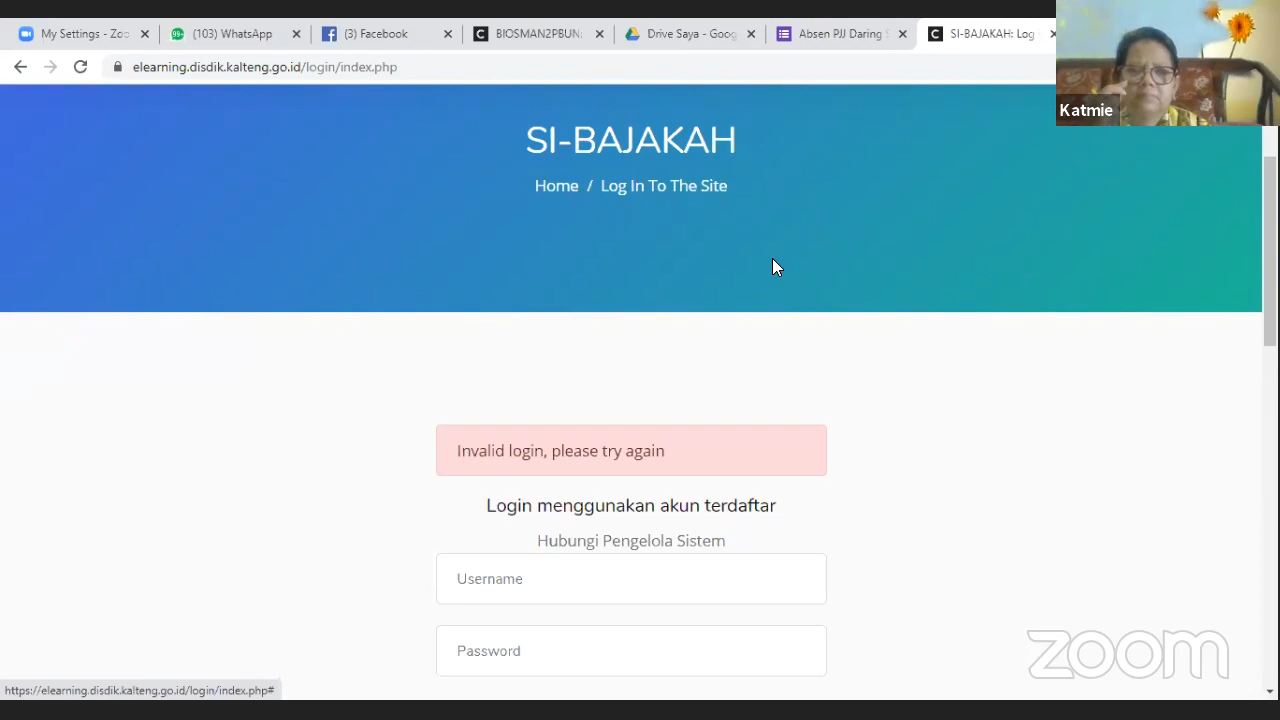 My Settings - Zoo
(103) WhatsApp
(3) Facebook
BIOSMAN2PBUN
Drive Saya - Goog
Absen PJJ Daring S
SI-BAJAKAH: Log
elearning.disdik.kalteng.go.id/login/index.php
Katmie
SI-BAJAKAH
Home / Log In To The Site
Invalid login, please try again
Login menggunakan akun terdaftar
Hubungi Pengelola Sistem
Username
Password
zoom
https://elearning.disdik.kalteng.go.id/login/index.php#